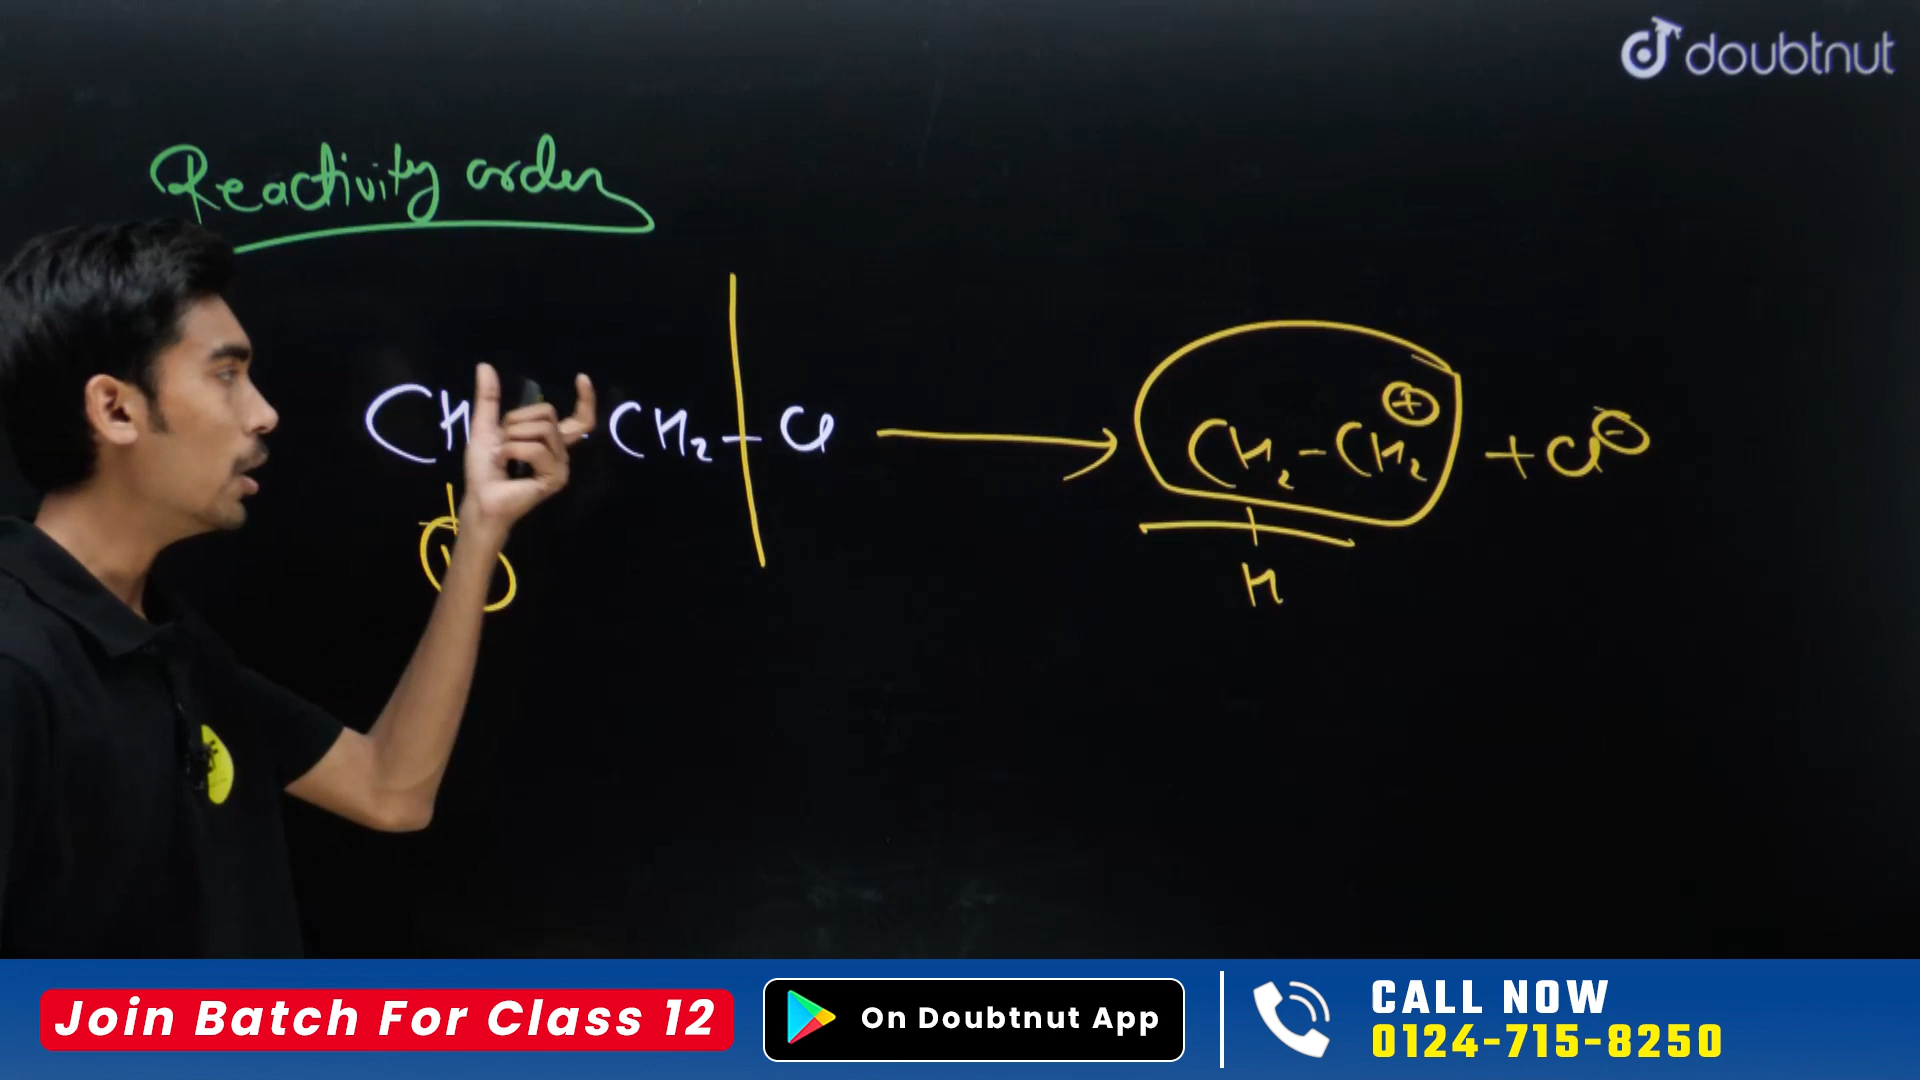 doubtnut
Reactivity order
CH - CH₂ - Cl ⟶ CH₂ - CH₂ ⊕ + Cl⊖
H
Join Batch For Class 12
On Doubtnut App
CALL NOW
0124-715-8250